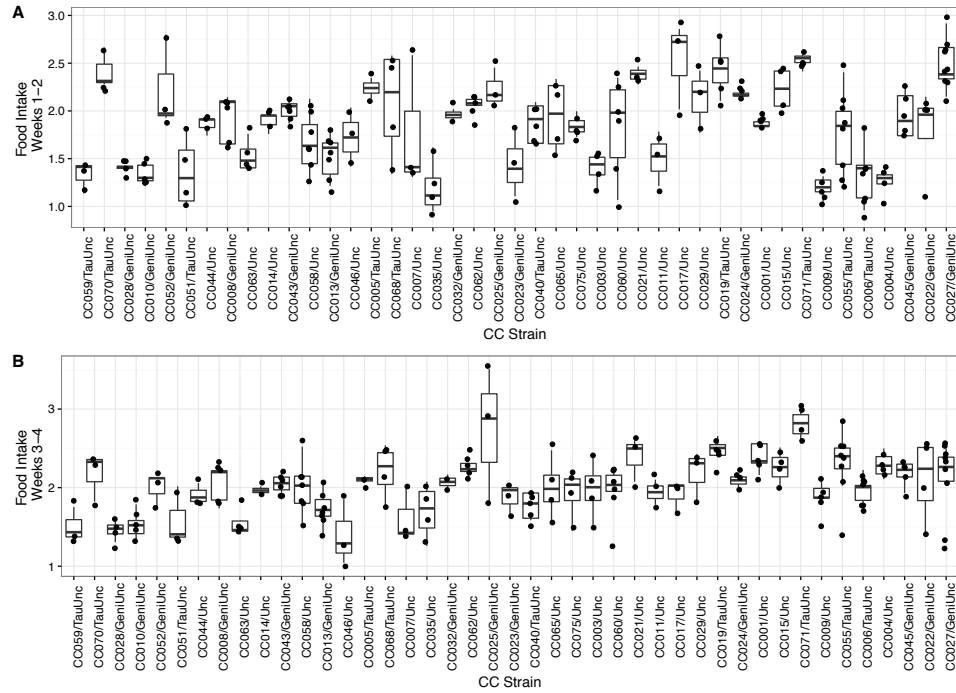 A
Food Intake
Weeks 1−2
3.0
2.5
2.0
1.5
1.0
CC059/TauUnc
CC070/TauUnc
CC028/GeniUnc
CC010/GeniUnc
CC052/GeniUnc
CC051/TauUnc
CC044/Unc
CC008/GeniUnc
CC063/Unc
CC014/Unc
CC043/GeniUnc
CC058/Unc
CC013/GeniUnc
CC046/Unc
CC005/TauUnc
CC068/TauUnc
CC007/Unc
CC035/Unc
CC032/GeniUnc
CC062/Unc
CC025/GeniUnc
CC023/GeniUnc
CC040/TauUnc
CC065/Unc
CC075/Unc
CC003/Unc
CC060/Unc
CC021/Unc
CC011/Unc
CC017/Unc
CC029/Unc
CC019/TauUnc
CC024/GeniUnc
CC001/Unc
CC015/Unc
CC071/TauUnc
CC009/Unc
CC055/TauUnc
CC006/TauUnc
CC004/Unc
CC045/GeniUnc
CC022/GeniUnc
CC027/GeniUnc
CC Strain
B
Food Intake
Weeks 3−4
3
2
1
CC059/TauUnc
CC070/TauUnc
CC028/GeniUnc
CC010/GeniUnc
CC052/GeniUnc
CC051/TauUnc
CC044/Unc
CC008/GeniUnc
CC063/Unc
CC014/Unc
CC043/GeniUnc
CC058/Unc
CC013/GeniUnc
CC046/Unc
CC005/TauUnc
CC068/TauUnc
CC007/Unc
CC035/Unc
CC032/GeniUnc
CC062/Unc
CC025/GeniUnc
CC023/GeniUnc
CC040/TauUnc
CC065/Unc
CC075/Unc
CC003/Unc
CC060/Unc
CC021/Unc
CC011/Unc
CC017/Unc
CC029/Unc
CC019/TauUnc
CC024/GeniUnc
CC001/Unc
CC015/Unc
CC071/TauUnc
CC009/Unc
CC055/TauUnc
CC006/TauUnc
CC004/Unc
CC045/GeniUnc
CC022/GeniUnc
CC027/GeniUnc
CC Strain